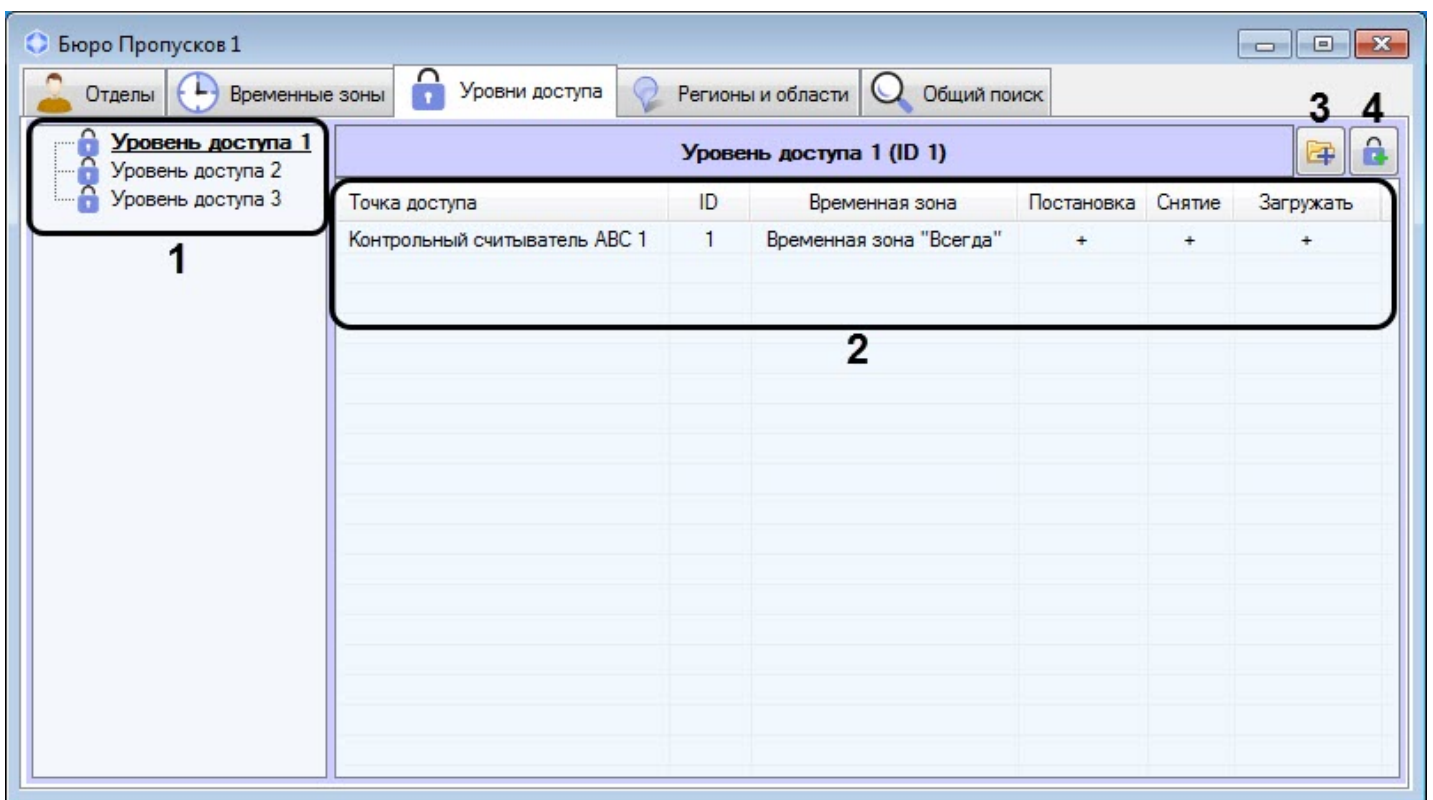 Бюро Пропусков 1
Отделы Временные зоны Уровни доступа Регионы и области Общий поиск
3 4
Уровень доступа 1
Уровень доступа 2
Уровень доступа 3
1
Уровень доступа 1 (ID 1)
Точка доступа ID Временная зона Постановка Снятие Загружать
Контрольный считыватель ABC 1 1 Временная зона "Всегда" + + +
2